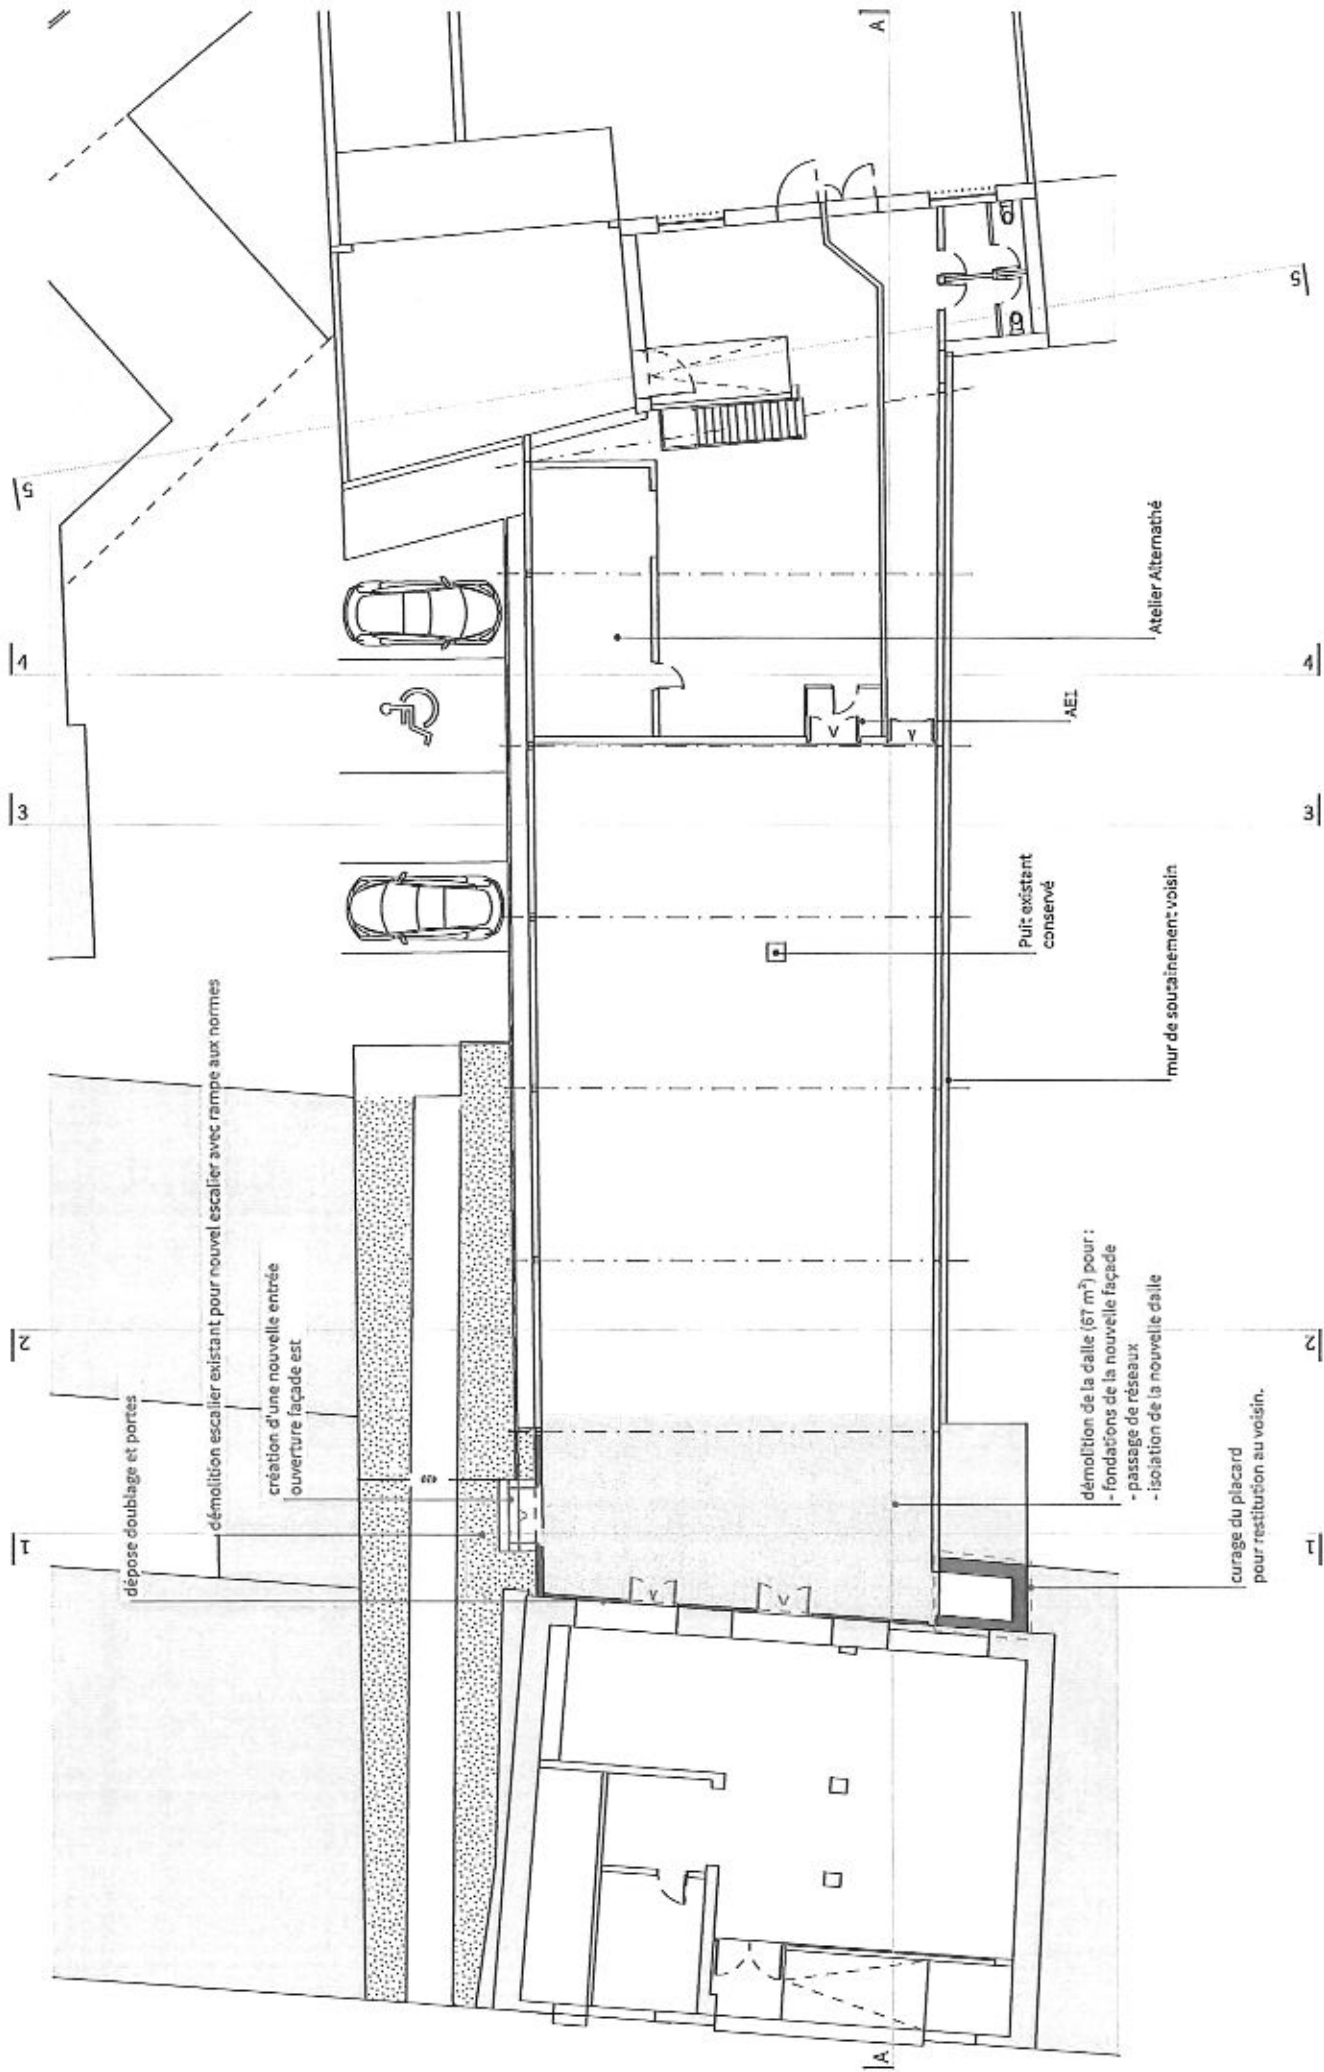 A
5
5
4
4
3
3
2
2
1
1
A
dépose doublage et portes
démolition escalier existant pour nouvel escalier avec rampe aux normes
création d'une nouvelle entrée
ouverture façade est
Atelier Alternathé
AEI
Puit existant
conservé
mur de soutainement voisin
démolition de la dalle (67 m²) pour :
- fondations de la nouvelle façade
- passage de réseaux
- isolation de la nouvelle dalle
curage du placard
pour restitution au voisin.
V
V
V
V
V